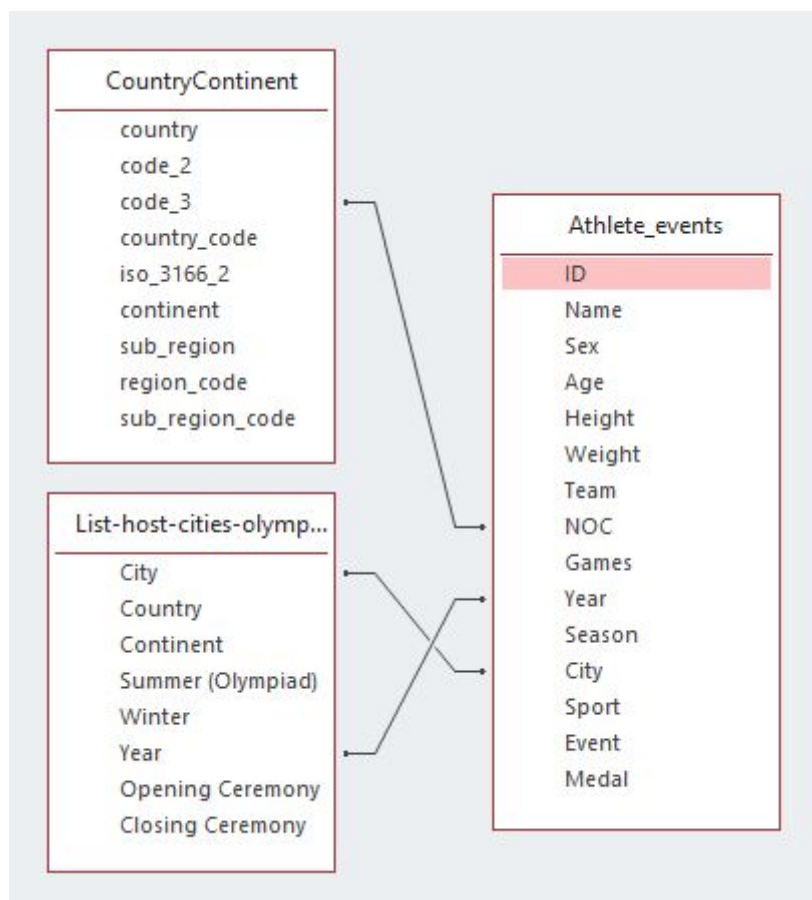 CountryContinent
country
code_2
code_3
country_code
iso_3166_2
continent
sub_region
region_code
sub_region_code
List-host-cities-olymp...
City
Country
Continent
Summer (Olympiad)
Winter
Year
Opening Ceremony
Closing Ceremony
Athlete_events
ID
Name
Sex
Age
Height
Weight
Team
NOC
Games
Year
Season
City
Sport
Event
Medal